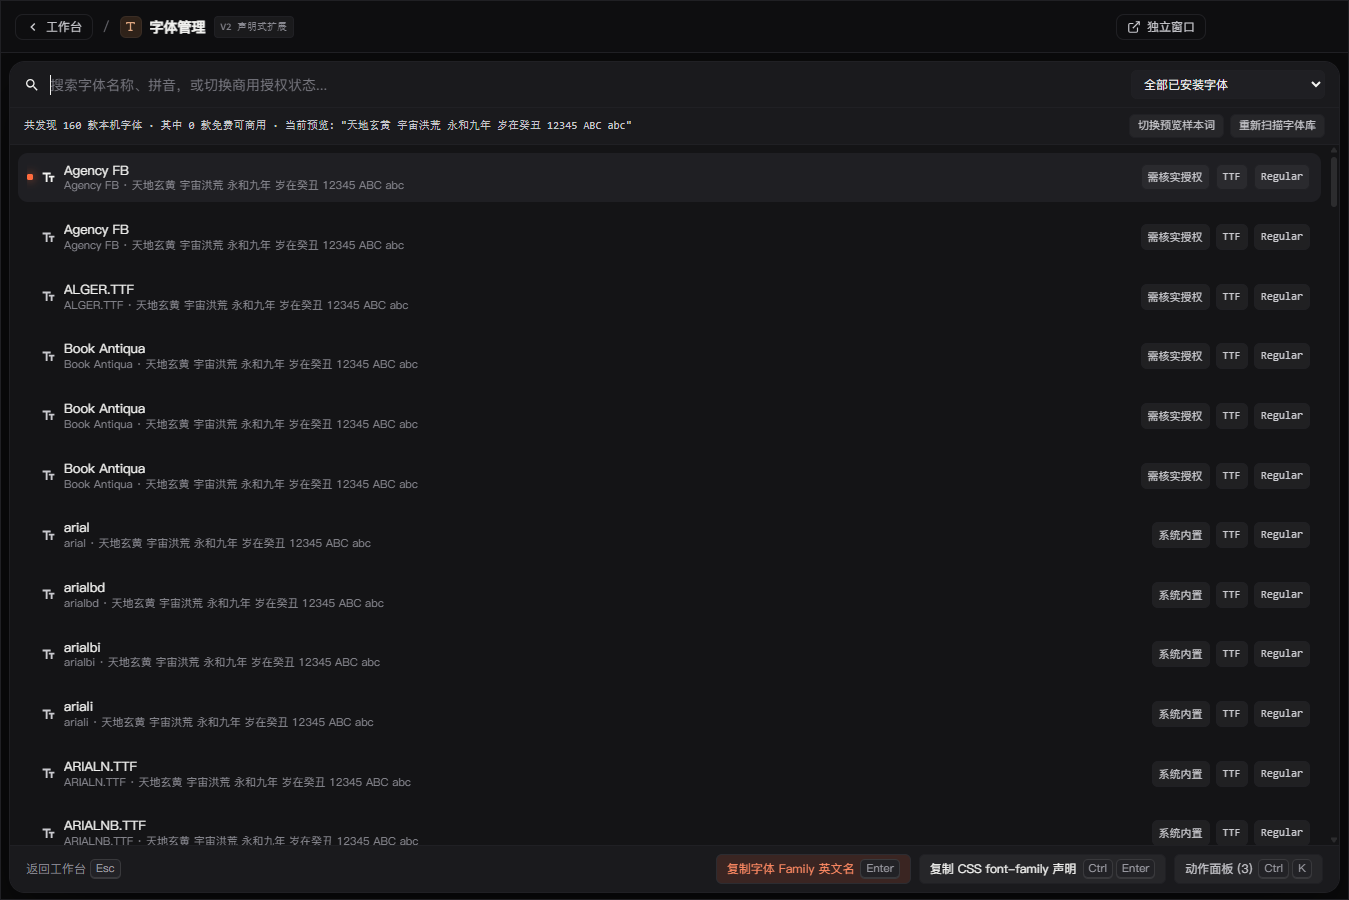 工作台 / T 字体管理 V2 声明式扩展 独立窗口
搜索字体名称、拼音，或切换商用授权状态... 全部已安装字体
共发现 160 款本机字体 · 其中 0 款免费可商用 · 当前预览: "天地玄黄 宇宙洪荒 永和九年 岁在癸丑 12345 ABC abc" 切换预览样本词 重新扫描字体库
Agency FB
Agency FB · 天地玄黄 宇宙洪荒 永和九年 岁在癸丑 12345 ABC abc
需核实授权 TTF Regular
Agency FB
Agency FB · 天地玄黄 宇宙洪荒 永和九年 岁在癸丑 12345 ABC abc
需核实授权 TTF Regular
ALGER.TTF
ALGER.TTF · 天地玄黄 宇宙洪荒 永和九年 岁在癸丑 12345 ABC abc
需核实授权 TTF Regular
Book Antiqua
Book Antiqua · 天地玄黄 宇宙洪荒 永和九年 岁在癸丑 12345 ABC abc
需核实授权 TTF Regular
Book Antiqua
Book Antiqua · 天地玄黄 宇宙洪荒 永和九年 岁在癸丑 12345 ABC abc
需核实授权 TTF Regular
Book Antiqua
Book Antiqua · 天地玄黄 宇宙洪荒 永和九年 岁在癸丑 12345 ABC abc
需核实授权 TTF Regular
arial
arial · 天地玄黄 宇宙洪荒 永和九年 岁在癸丑 12345 ABC abc
系统内置 TTF Regular
arialbd
arialbd · 天地玄黄 宇宙洪荒 永和九年 岁在癸丑 12345 ABC abc
系统内置 TTF Regular
arialbi
arialbi · 天地玄黄 宇宙洪荒 永和九年 岁在癸丑 12345 ABC abc
系统内置 TTF Regular
ariali
ariali · 天地玄黄 宇宙洪荒 永和九年 岁在癸丑 12345 ABC abc
系统内置 TTF Regular
ARIALN.TTF
ARIALN.TTF · 天地玄黄 宇宙洪荒 永和九年 岁在癸丑 12345 ABC abc
系统内置 TTF Regular
ARIALNB.TTF
ARIALNB.TTF · 天地玄黄 宇宙洪荒 永和九年 岁在癸丑 12345 ABC abc
系统内置 TTF Regular
返回工作台 Esc 复制字体 Family 英文名 Enter 复制 CSS font-family 声明 Ctrl Enter 动作面板 (3) Ctrl K